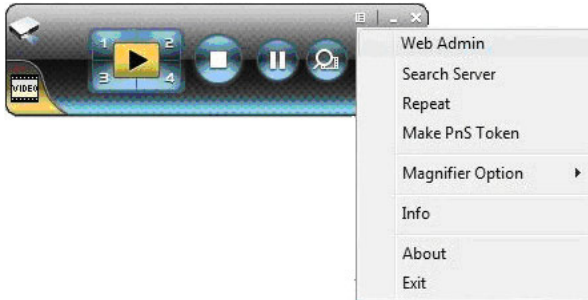 1 2
3 4
VIDEO
Web Admin
Search Server
Repeat
Make PnS Token
Magnifier Option
Info
About
Exit